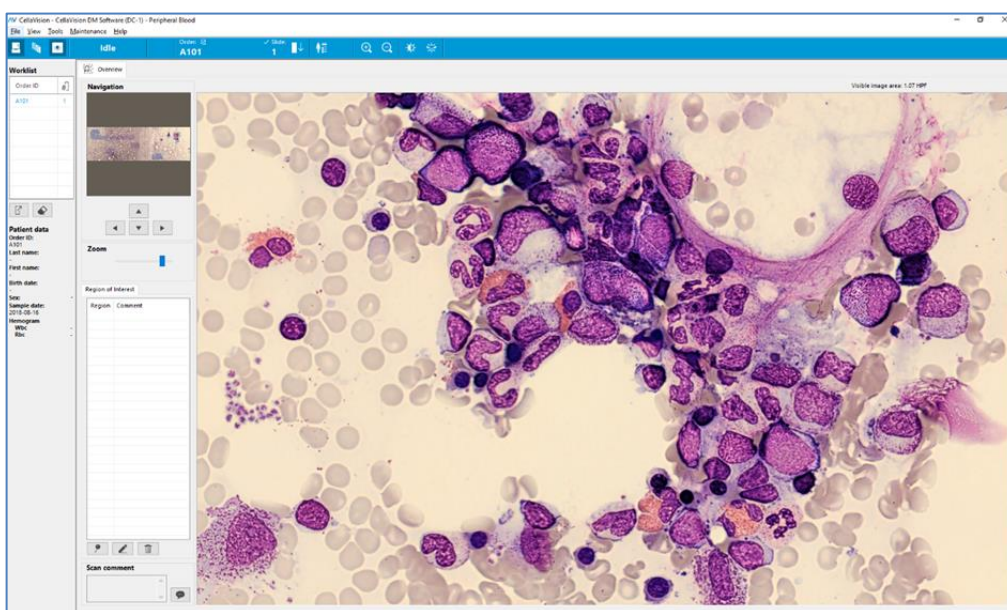 CellaVision - CellaVision DM Software (DC-1) - Peripheral Blood
File View Tools Maintenance Help
Idle
Order:
A101
Slide:
1
Worklist
Order ID
A101 1
Overview
Visible image area: 1.07 HPF
Navigation
Zoom
Patient data
Order ID:
A101
Last name:
-
First name:
-
Birth date:
-
Sex: -
Sample date:
2018-08-16
Hemogram
Wbc -
Rbc -
Region of Interest
Region Comment
Scan comment